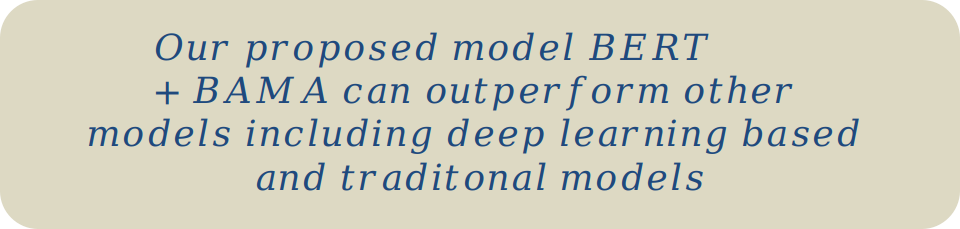 Our proposed model BERT
+ BAMA can outperform other
models including deep learning based
and traditonal models